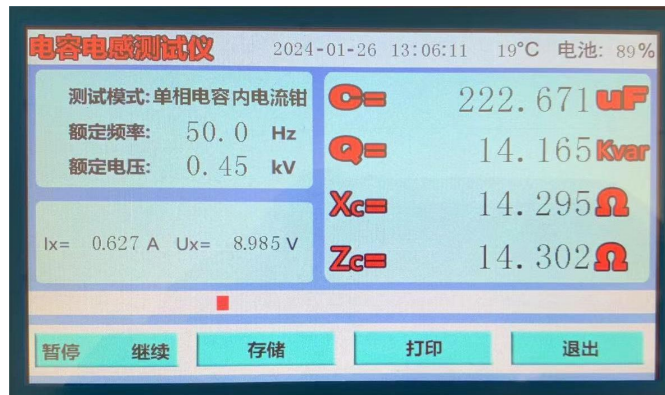 电容电感测试仪 2024-01-26 13:06:11 19°C 电池: 89%
测试模式:单相电容内电流钳
额定频率: 50.0 Hz
额定电压: 0.45 kV
Ix= 0.627 A Ux= 8.985 V
C= 222.671 uF
Q= 14.165 Kvar
Xc= 14.295 Ω
Zc= 14.302 Ω
暂停 继续 存储 打印 退出